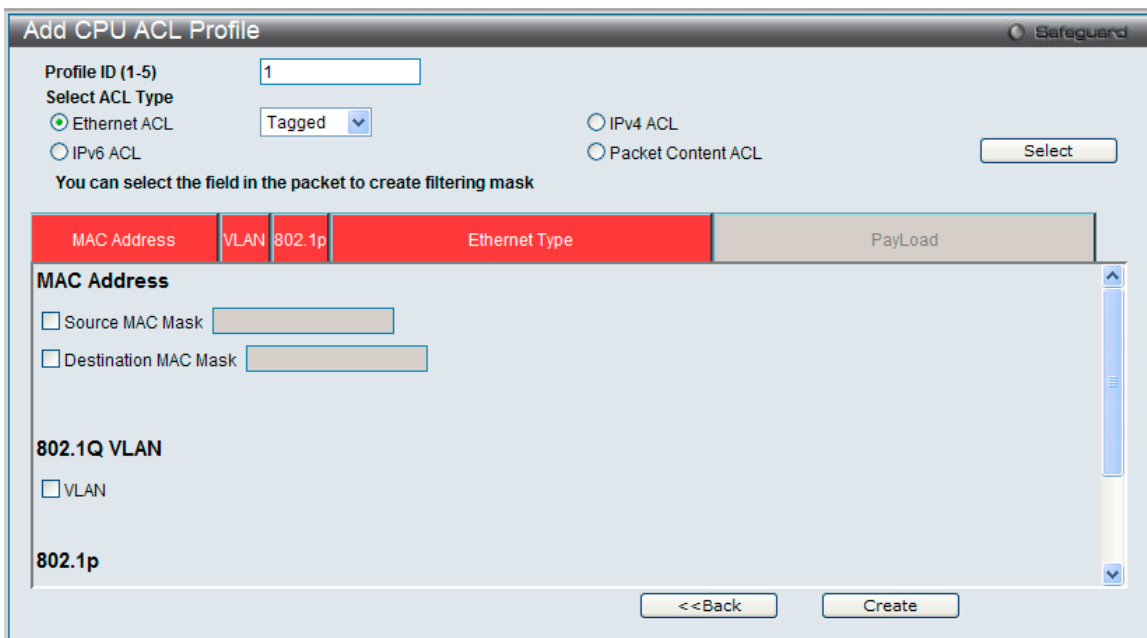 Add CPU ACL Profile
Safeguard
Profile ID (1-5) 1
Select ACL Type
Ethernet ACL Tagged IPv4 ACL
IPv6 ACL Packet Content ACL Select
You can select the field in the packet to create filtering mask
MAC Address VLAN 802.1p Ethernet Type PayLoad
MAC Address
Source MAC Mask
Destination MAC Mask
802.1Q VLAN
VLAN
802.1p
<<Back Create